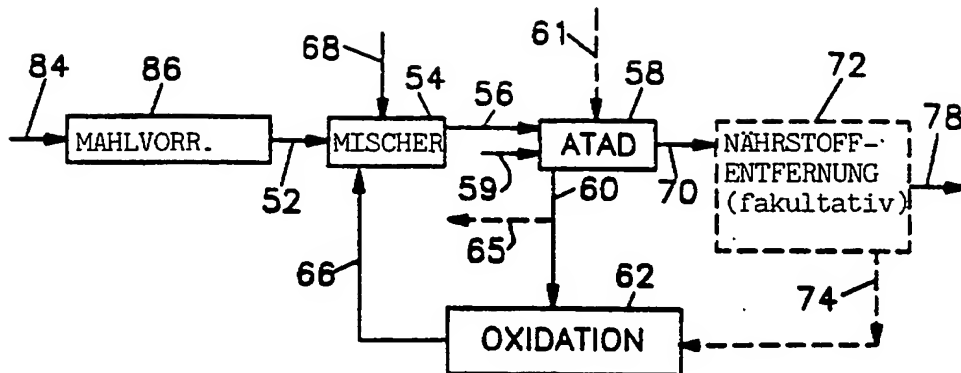 84
86
MAHLVORR.
52
68
54
MISCHER
56
61
58
ATAD
59
60
65
70
72
NÄHRSTOFF-
ENTFERNUNG
(fakultativ)
78
74
66
62
OXIDATION